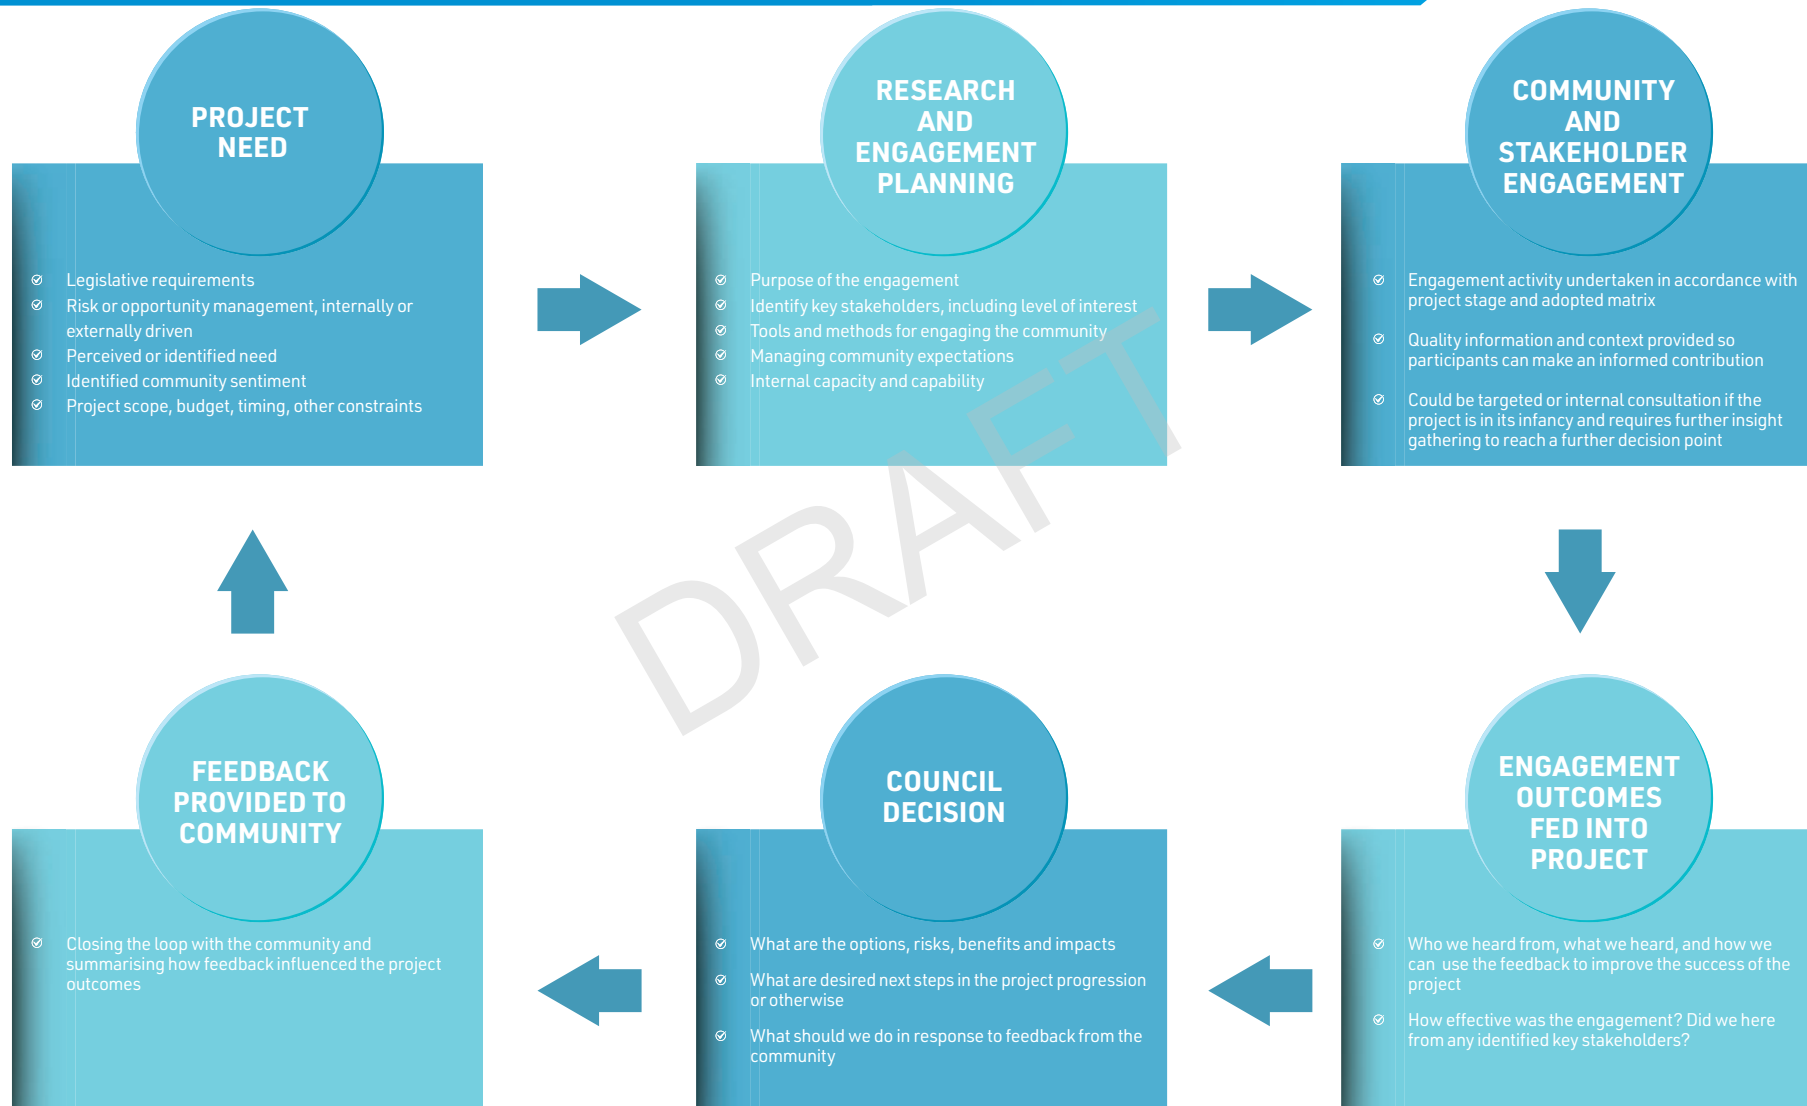 PROJECT
NEED
Legislative requirements
Risk or opportunity management, internally or
externally driven
Perceived or identified need
Identified community sentiment
Project scope, budget, timing, other constraints
RESEARCH
AND
ENGAGEMENT
PLANNING
Purpose of the engagement
Identify key stakeholders, including level of interest
Tools and methods for engaging the community
Managing community expectations
Internal capacity and capability
COMMUNITY
AND
STAKEHOLDER
ENGAGEMENT
Engagement activity undertaken in accordance with
project stage and adopted matrix
Quality information and context provided so
participants can make an informed contribution
Could be targeted or internal consultation if the
project is in its infancy and requires further insight
gathering to reach a further decision point
DRAFT
FEEDBACK
PROVIDED TO
COMMUNITY
Closing the loop with the community and
summarising how feedback influenced the project
outcomes
COUNCIL
DECISION
What are the options, risks, benefits and impacts
What are desired next steps in the project progression
or otherwise
What should we do in response to feedback from the
community
ENGAGEMENT
OUTCOMES
FED INTO
PROJECT
Who we heard from, what we heard, and how we
can use the feedback to improve the success of the
project
How effective was the engagement? Did we here
from any identified key stakeholders?